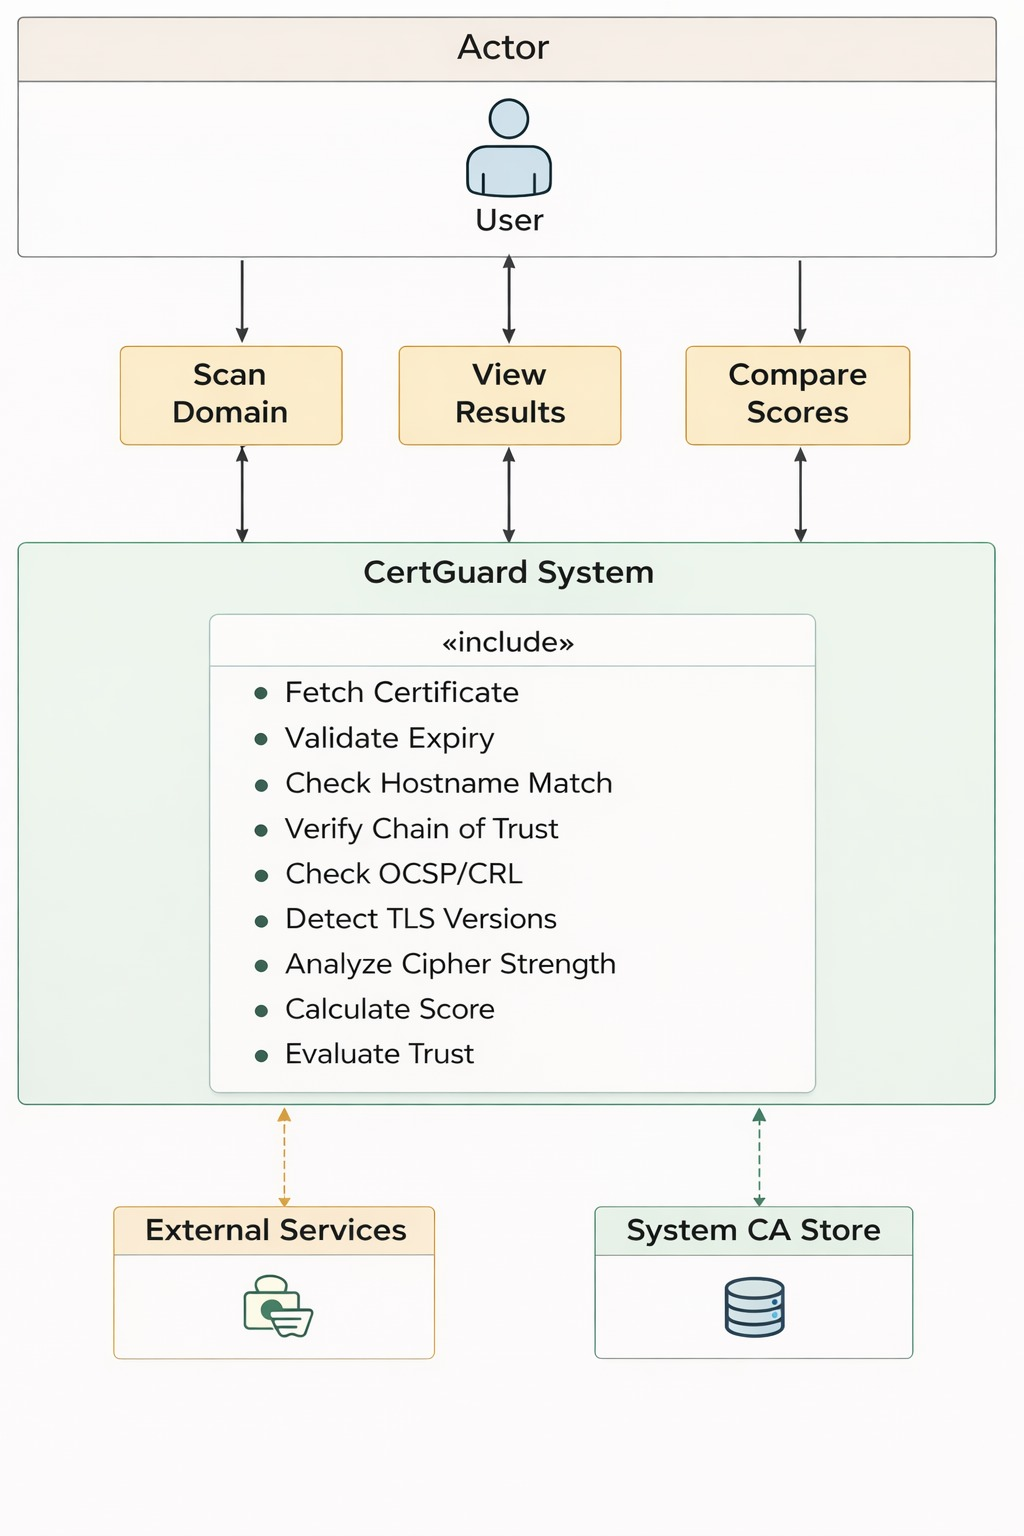 Actor
User
Scan
Domain
View
Results
Compare
Scores
CertGuard System
«include»
Fetch Certificate
Validate Expiry
Check Hostname Match
Verify Chain of Trust
Check OCSP/CRL
Detect TLS Versions
Analyze Cipher Strength
Calculate Score
Evaluate Trust
External Services
System CA Store